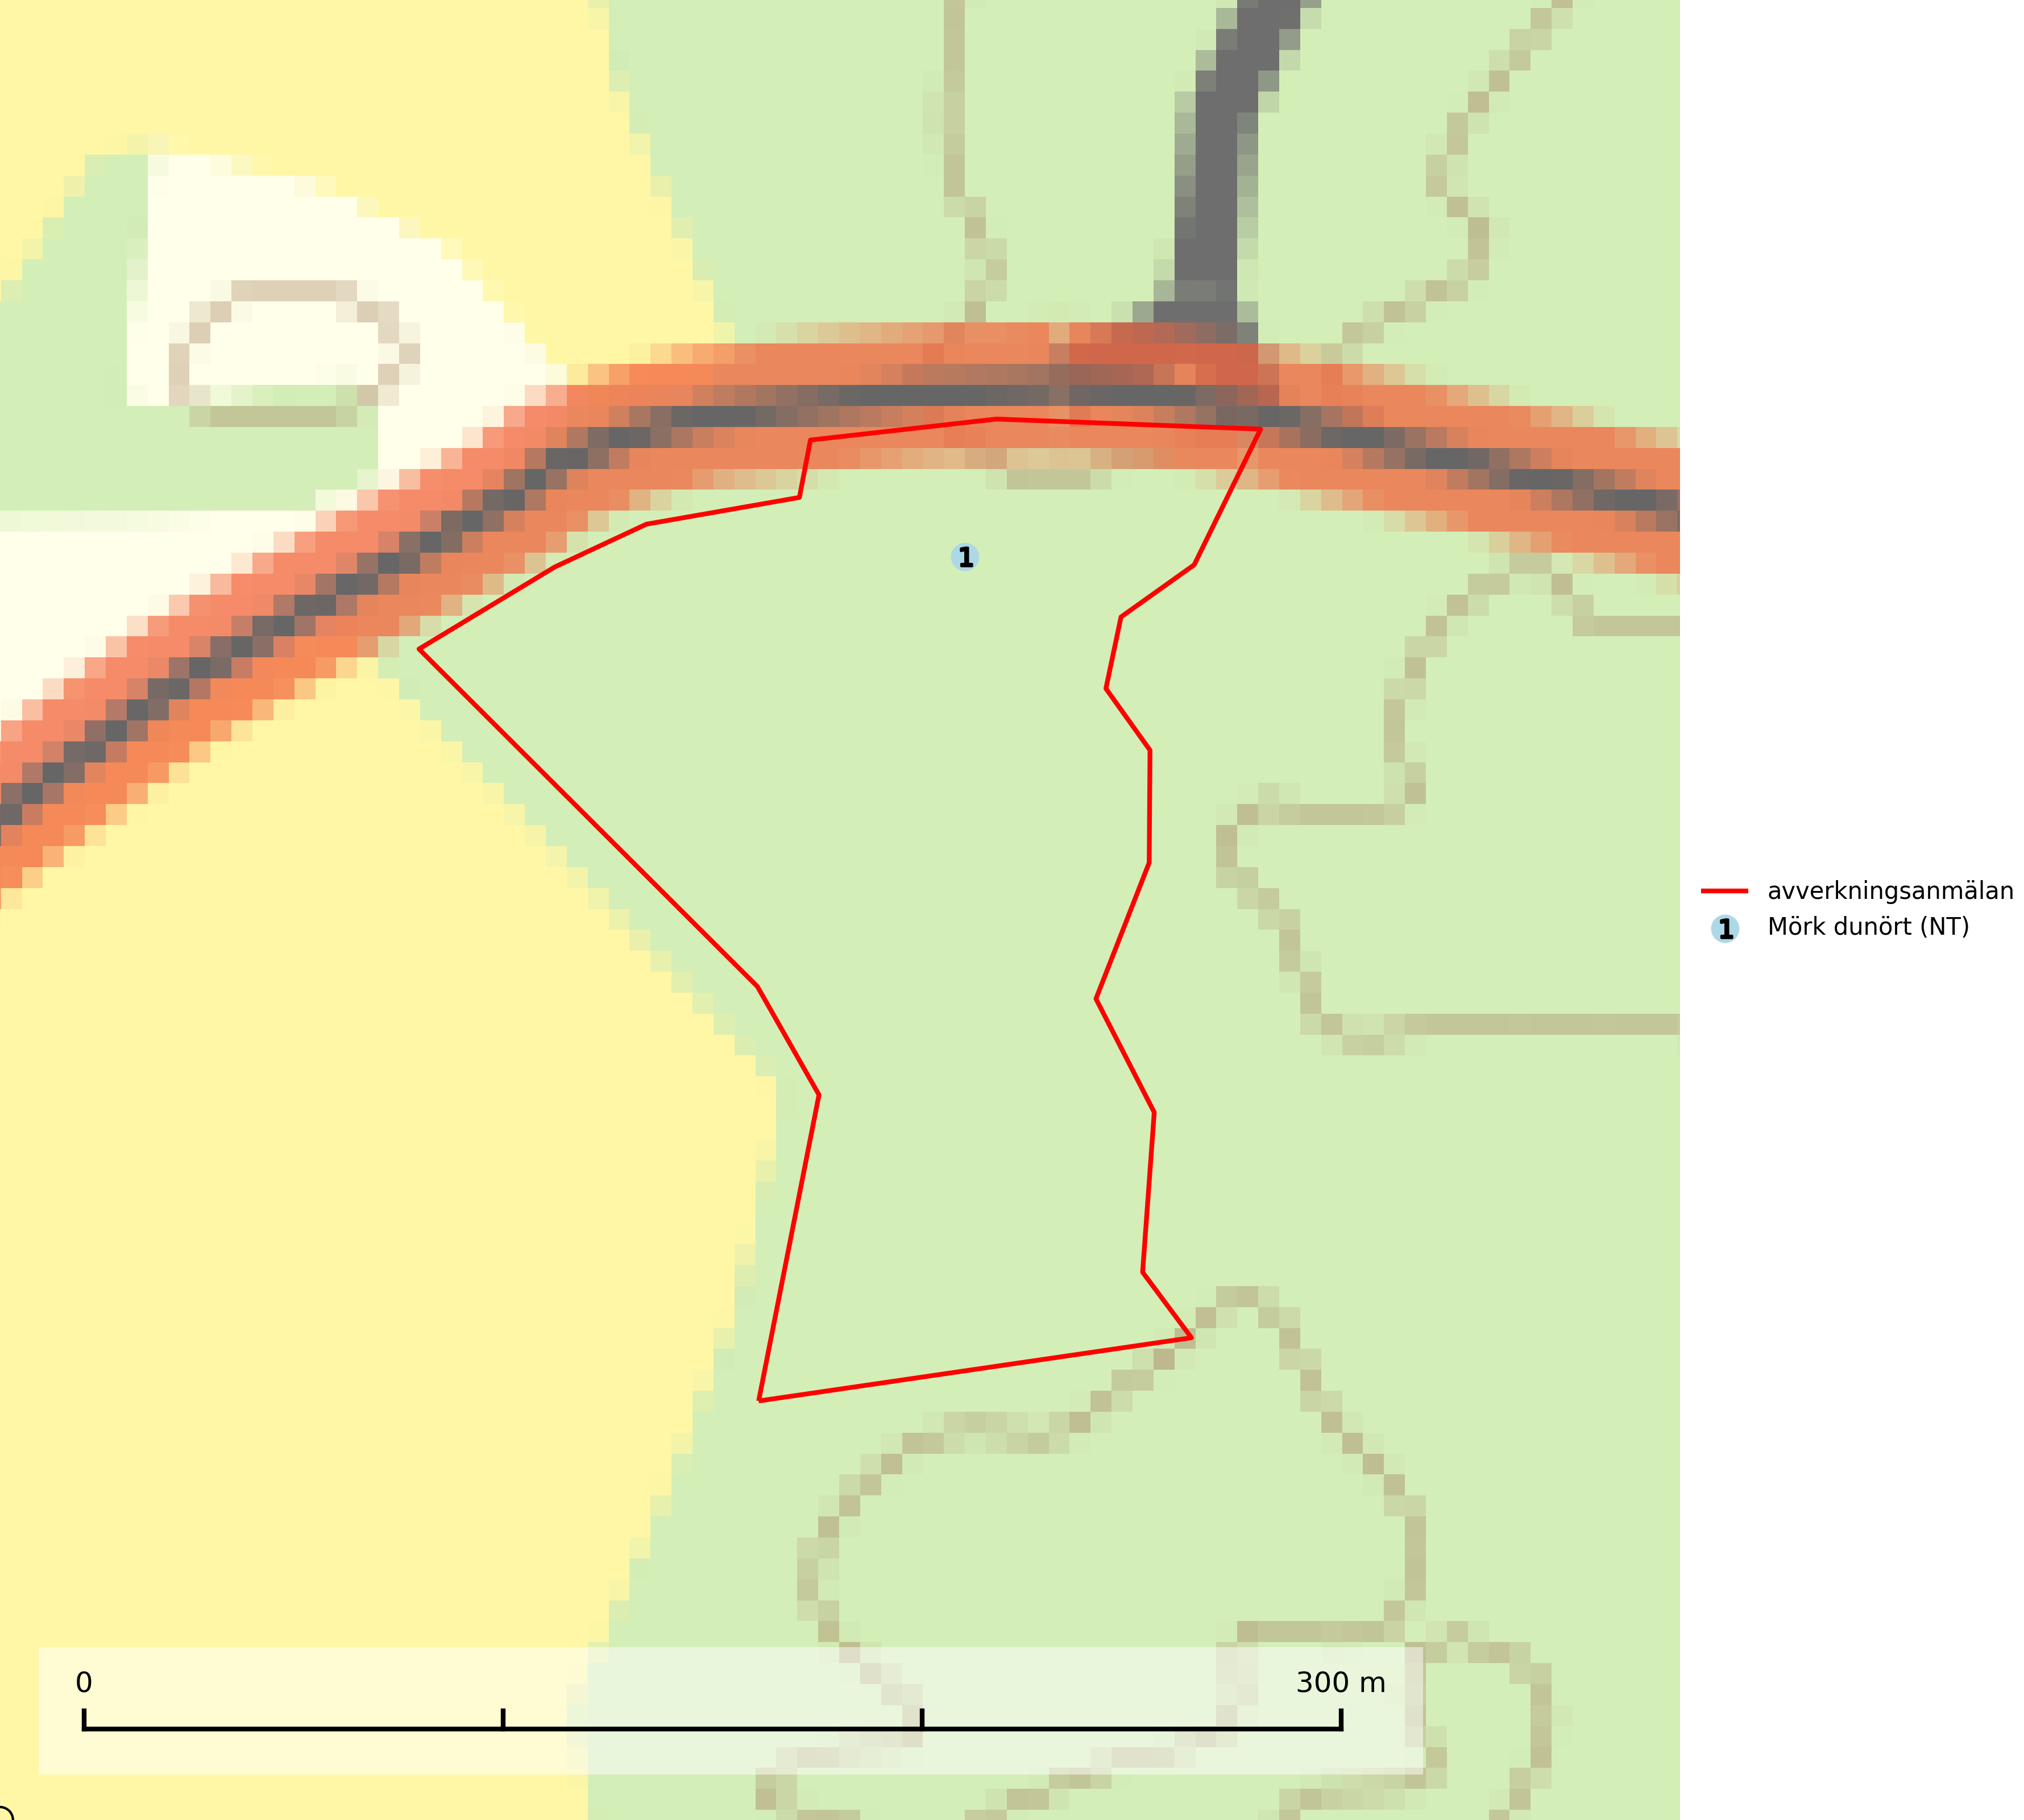 1
avverkningsanmälan
1 Mörk dunört (NT)
0 300 m